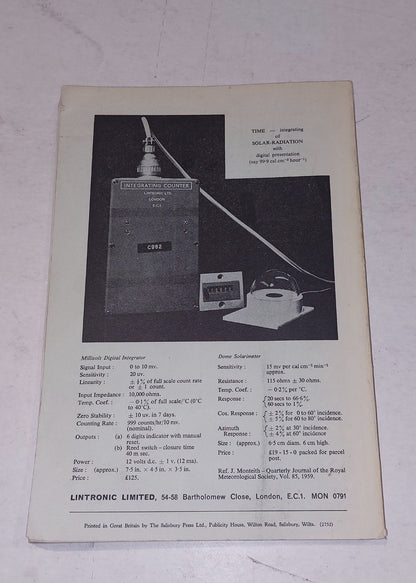 TIME — integrating
of
SOLAR-RADIATION
with
digital presentation
(say 99·9 cal cm⁻² hour⁻¹)
INTEGRATING COUNTER
LINTRONIC LTD.
LONDON
E.C.1
C982
Millivolt Digital Integrator
Signal Input : 0 to 10 mv.
Sensitivity : 20 uv.
Linearity : ± ½% of full scale count rate
or ± 1 count.
Input Impedance : 10,000 ohms.
Temp. Coef. : — 0·1% of full scale/°C (0°C
to 40°C).
Zero Stability : ± 10 uv. in 7 days.
Counting Rate : 999 counts/hr/10 mv.
(nominal).
Outputs : (a) 6 digits indicator with manual
reset.
(b) Reed switch - closure time
40 m.sec.
Power : 12 volts d.c. ± 1 v. (12 ma).
Size : (approx.) 7·5 in. × 4·5 in. × 3·5 in.
Price : £125.
Dome Solarimeter
Sensitivity : 15 mv per cal cm⁻² min⁻¹
approx.
Resistance : 115 ohms ± 30 ohms.
Temp. Coef. : — 0·2% per °C.
Response : 20 secs to 66·6%.
60 secs to 1%.
Cos. Response : ± 2% for 0 to 60° incidence.
± 5% for 60 to 80° incidence.
Azimuth
Response : ± 2% at 30° incidence.
± 4% at 60° incidence
Size : (approx.) 6·5 cm diam. 6 cm high.
Price : £19 - 15 - 0 packed for parcel
post.
Ref. J. Monteith – Quarterly Journal of the Royal
Meteorological Society, Vol. 85, 1959.
LINTRONIC LIMITED, 54-58 Bartholomew Close, London, E.C.1. MON 0791
Printed in Great Britain by The Salisbury Press Ltd., Publicity House, Wilton Road, Salisbury, Wilts. (2752)